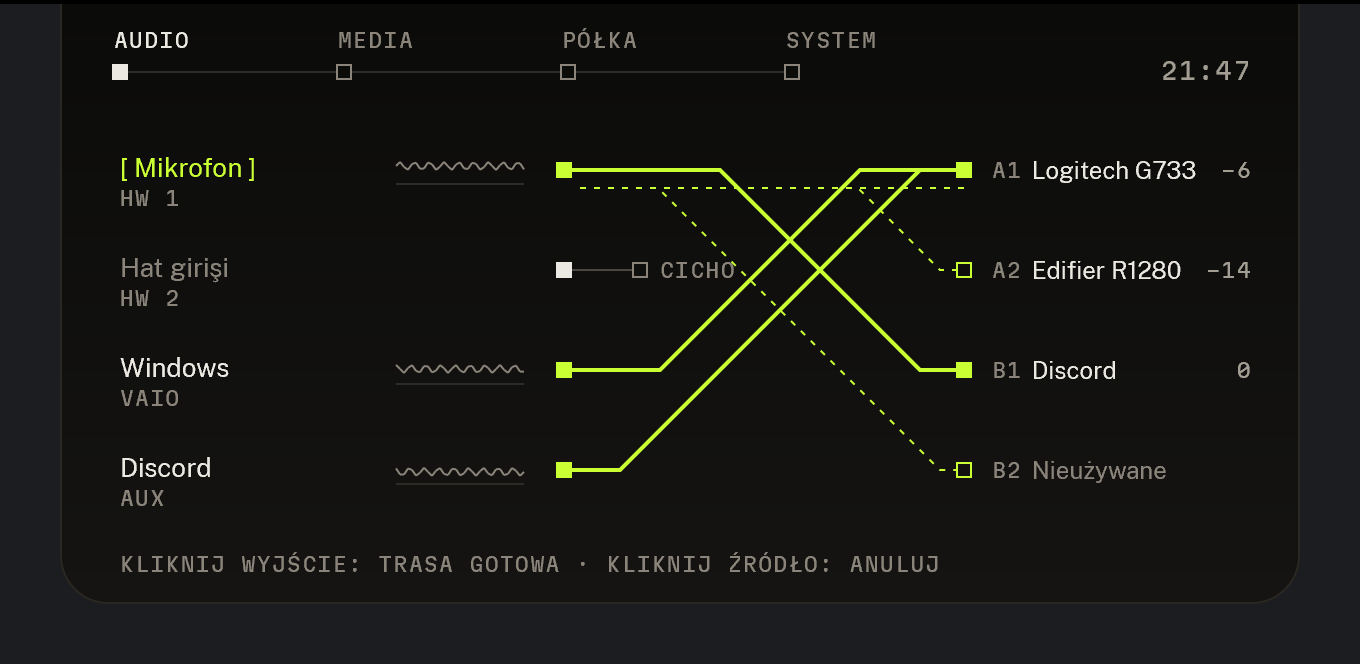 AUDIO MEDIA PÓŁKA SYSTEM
21:47
[ Mikrofon ]
HW 1
A1 Logitech G733 −6
Hat girişi
HW 2
CICHO
A2 Edifier R1280 −14
Windows
VAIO
B1 Discord 0
Discord
AUX
B2 Nieużywane
KLIKNIJ WYJŚCIE: TRASA GOTOWA · KLIKNIJ ŹRÓDŁO: ANULUJ